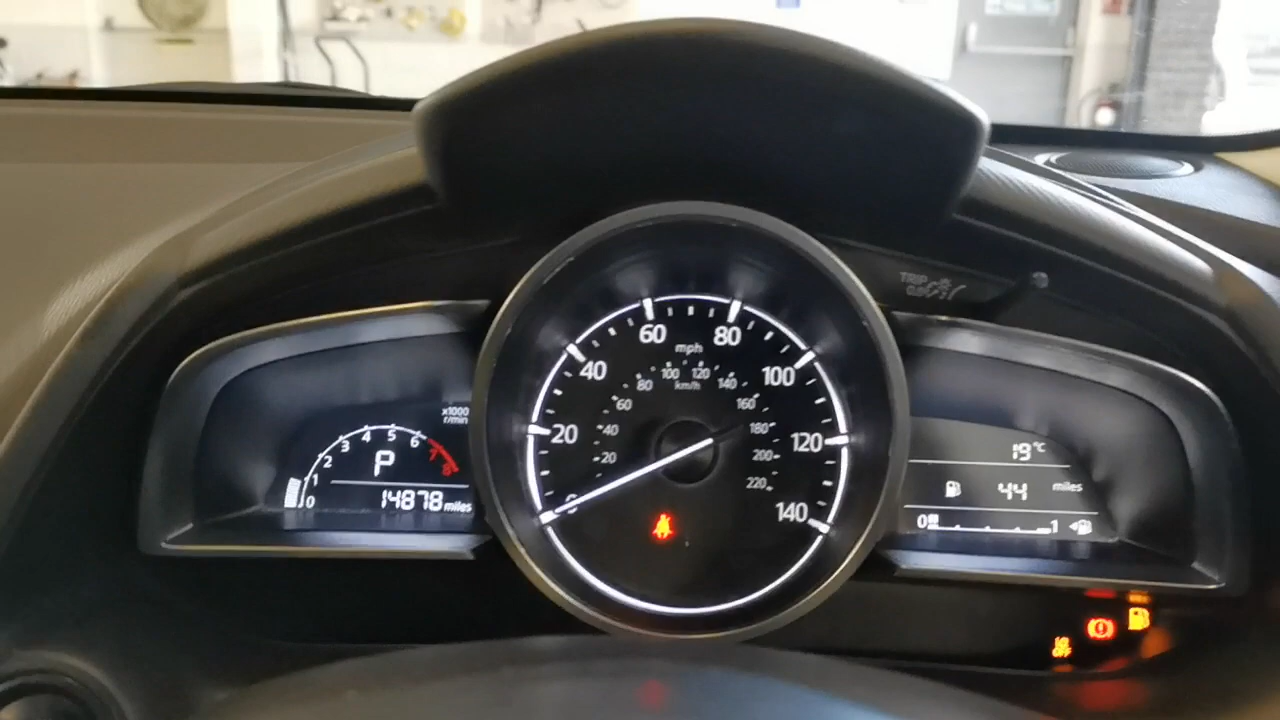 TRIP
x1000
r/min
0 1 2 3 4 5 6 7 8
P
14878 miles
0 20 40 60 80 100 120 140
mph
km/h
20 40 60 80 100 120 140 160 180 200 220
19°C
44 miles
0 1
OFF